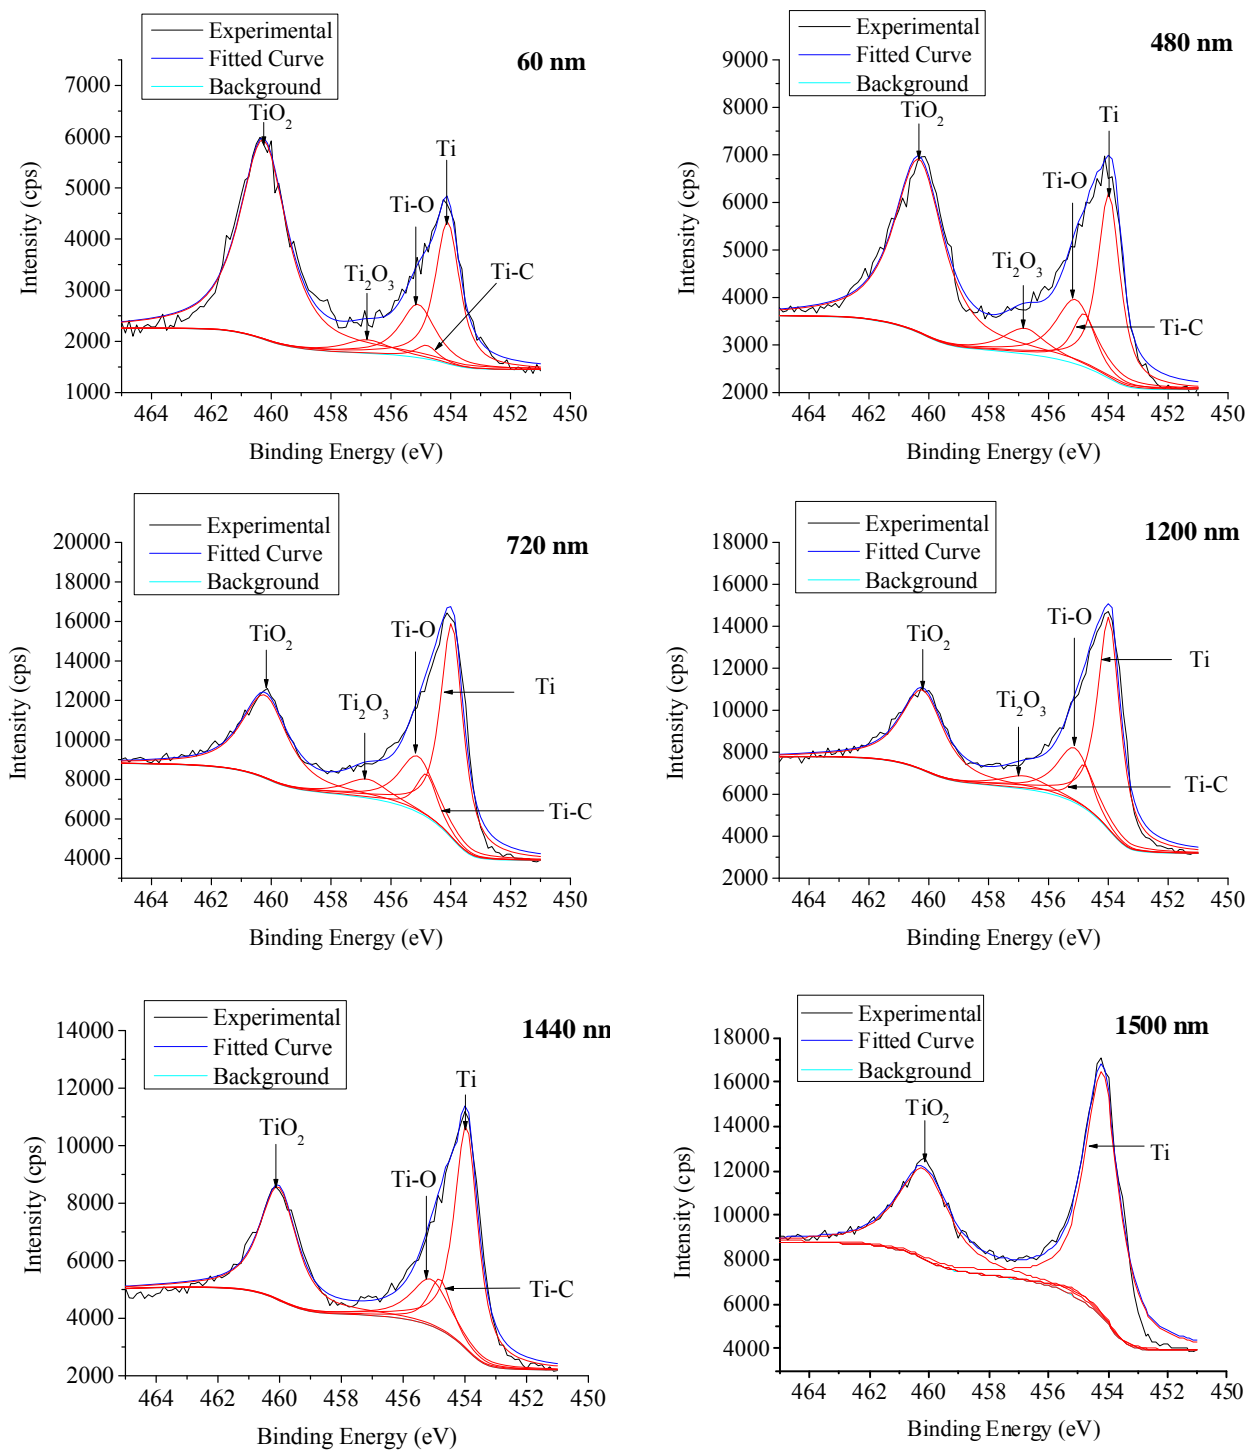 Experimental
Fitted Curve
Background
60 nm
TiO2
Ti
Ti-O
Ti2O3
Ti-C
Intensity (cps)
7000
6000
5000
4000
3000
2000
1000
464 462 460 458 456 454 452 450
Binding Energy (eV)
Experimental
Fitted Curve
Background
480 nm
TiO2
Ti
Ti-O
Ti2O3
Ti-C
Intensity (cps)
9000
8000
7000
6000
5000
4000
3000
2000
464 462 460 458 456 454 452 450
Binding Energy (eV)
Experimental
Fitted Curve
Background
720 nm
TiO2
Ti-O
Ti2O3
Ti
Ti-C
Intensity (cps)
20000
18000
16000
14000
12000
10000
8000
6000
4000
464 462 460 458 456 454 452 450
Binding Energy (eV)
Experimental
Fitted Curve
Background
1200 nm
TiO2
Ti-O
Ti
Ti2O3
Ti-C
Intensity (cps)
18000
16000
14000
12000
10000
8000
6000
4000
2000
464 462 460 458 456 454 452 450
Binding Energy (eV)
Experimental
Fitted Curve
Background
1440 nm
Ti
TiO2
Ti-O
Ti-C
Intensity (cps)
14000
12000
10000
8000
6000
4000
2000
464 462 460 458 456 454 452 450
Binding Energy (eV)
Experimental
Fitted Curve
Background
1500 nm
TiO2
Ti
Intensity (cps)
18000
16000
14000
12000
10000
8000
6000
4000
464 462 460 458 456 454 452 450
Binding Energy (eV)